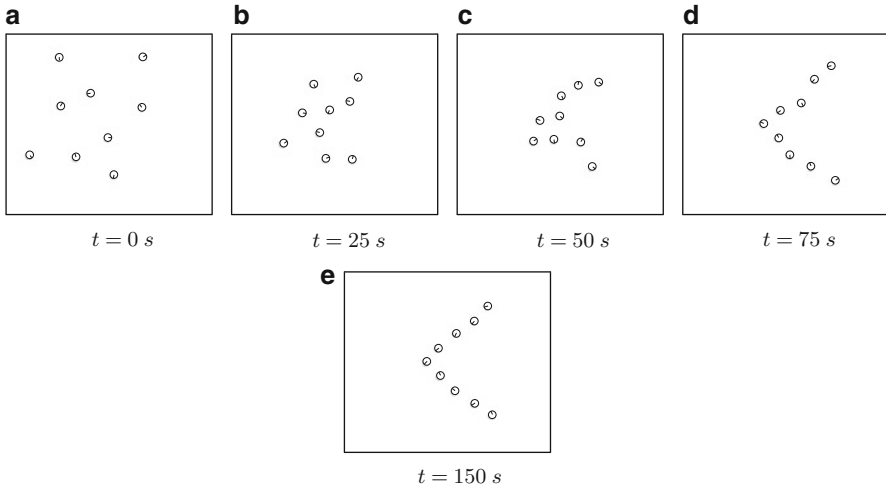 a
b
c
d
t = 0 s
t = 25 s
t = 50 s
t = 75 s
e
t = 150 s